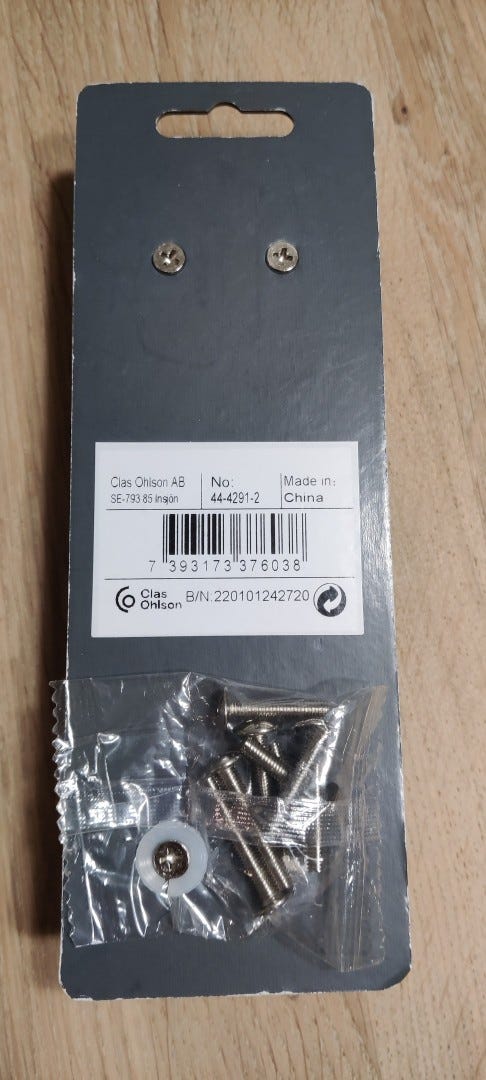 Clas Ohlson AB
SE-793 85 Insjön
No:
44-4291-2
Made in:
China
7 393173 376038
Clas
Ohlson
B/N:220101242720